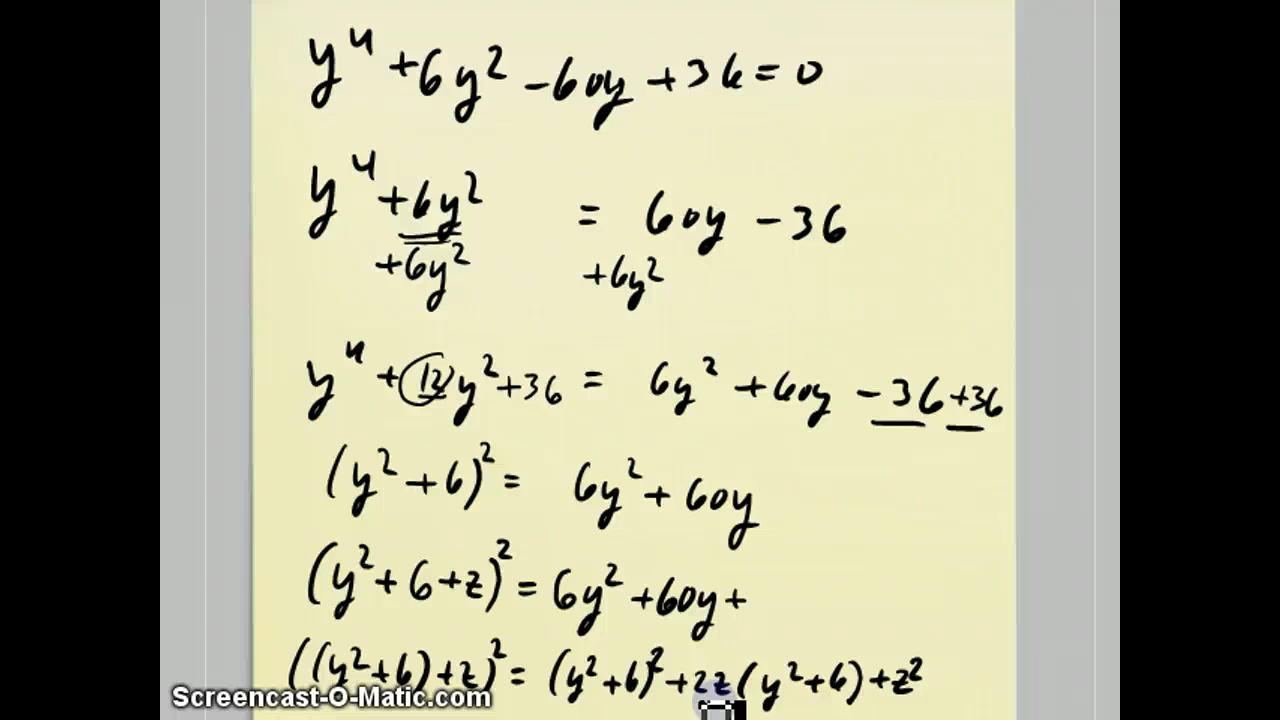 y⁴ + 6y² - 60y + 36 = 0
y⁴ + 6y² = 60y - 36
+6y² +6y²
y⁴ + 12y² + 36 = 6y² + 60y - 36 + 36
(y² + 6)² = 6y² + 60y
(y² + 6 + z)² = 6y² + 60y +
((y² + 6) + z)² = (y² + 6)² + 2z(y² + 6) + z²
Screencast-O-Matic.com